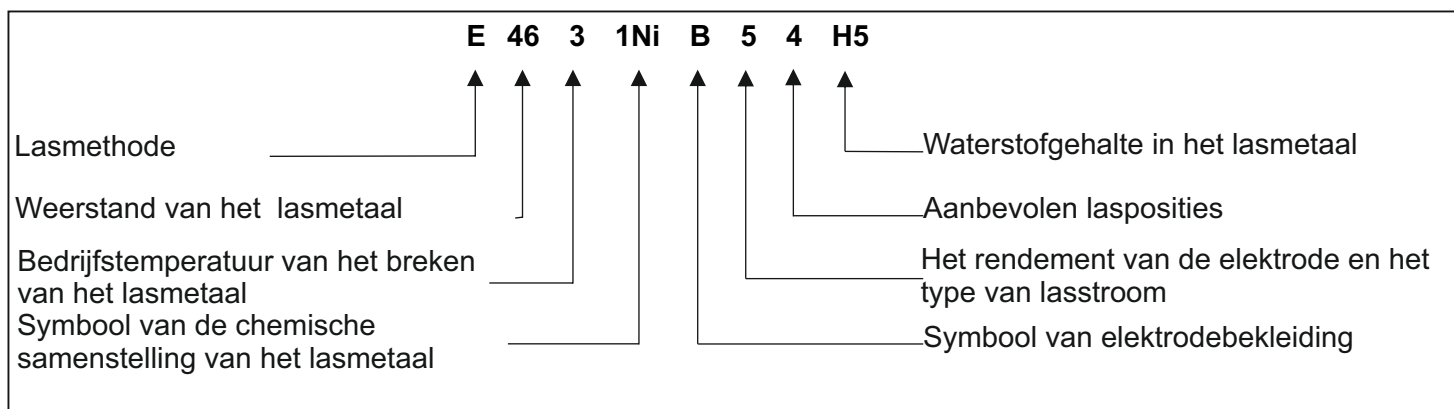 E 46 3 1Ni B 5 4 H5
Lasmethode
Weerstand van het lasmetaal
Bedrijfstemperatuur van het breken
van het lasmetaal
Symbool van de chemische
samenstelling van het lasmetaal
Waterstofgehalte in het lasmetaal
Aanbevolen lasposities
Het rendement van de elektrode en het
type van lasstroom
Symbool van elektrodebekleiding